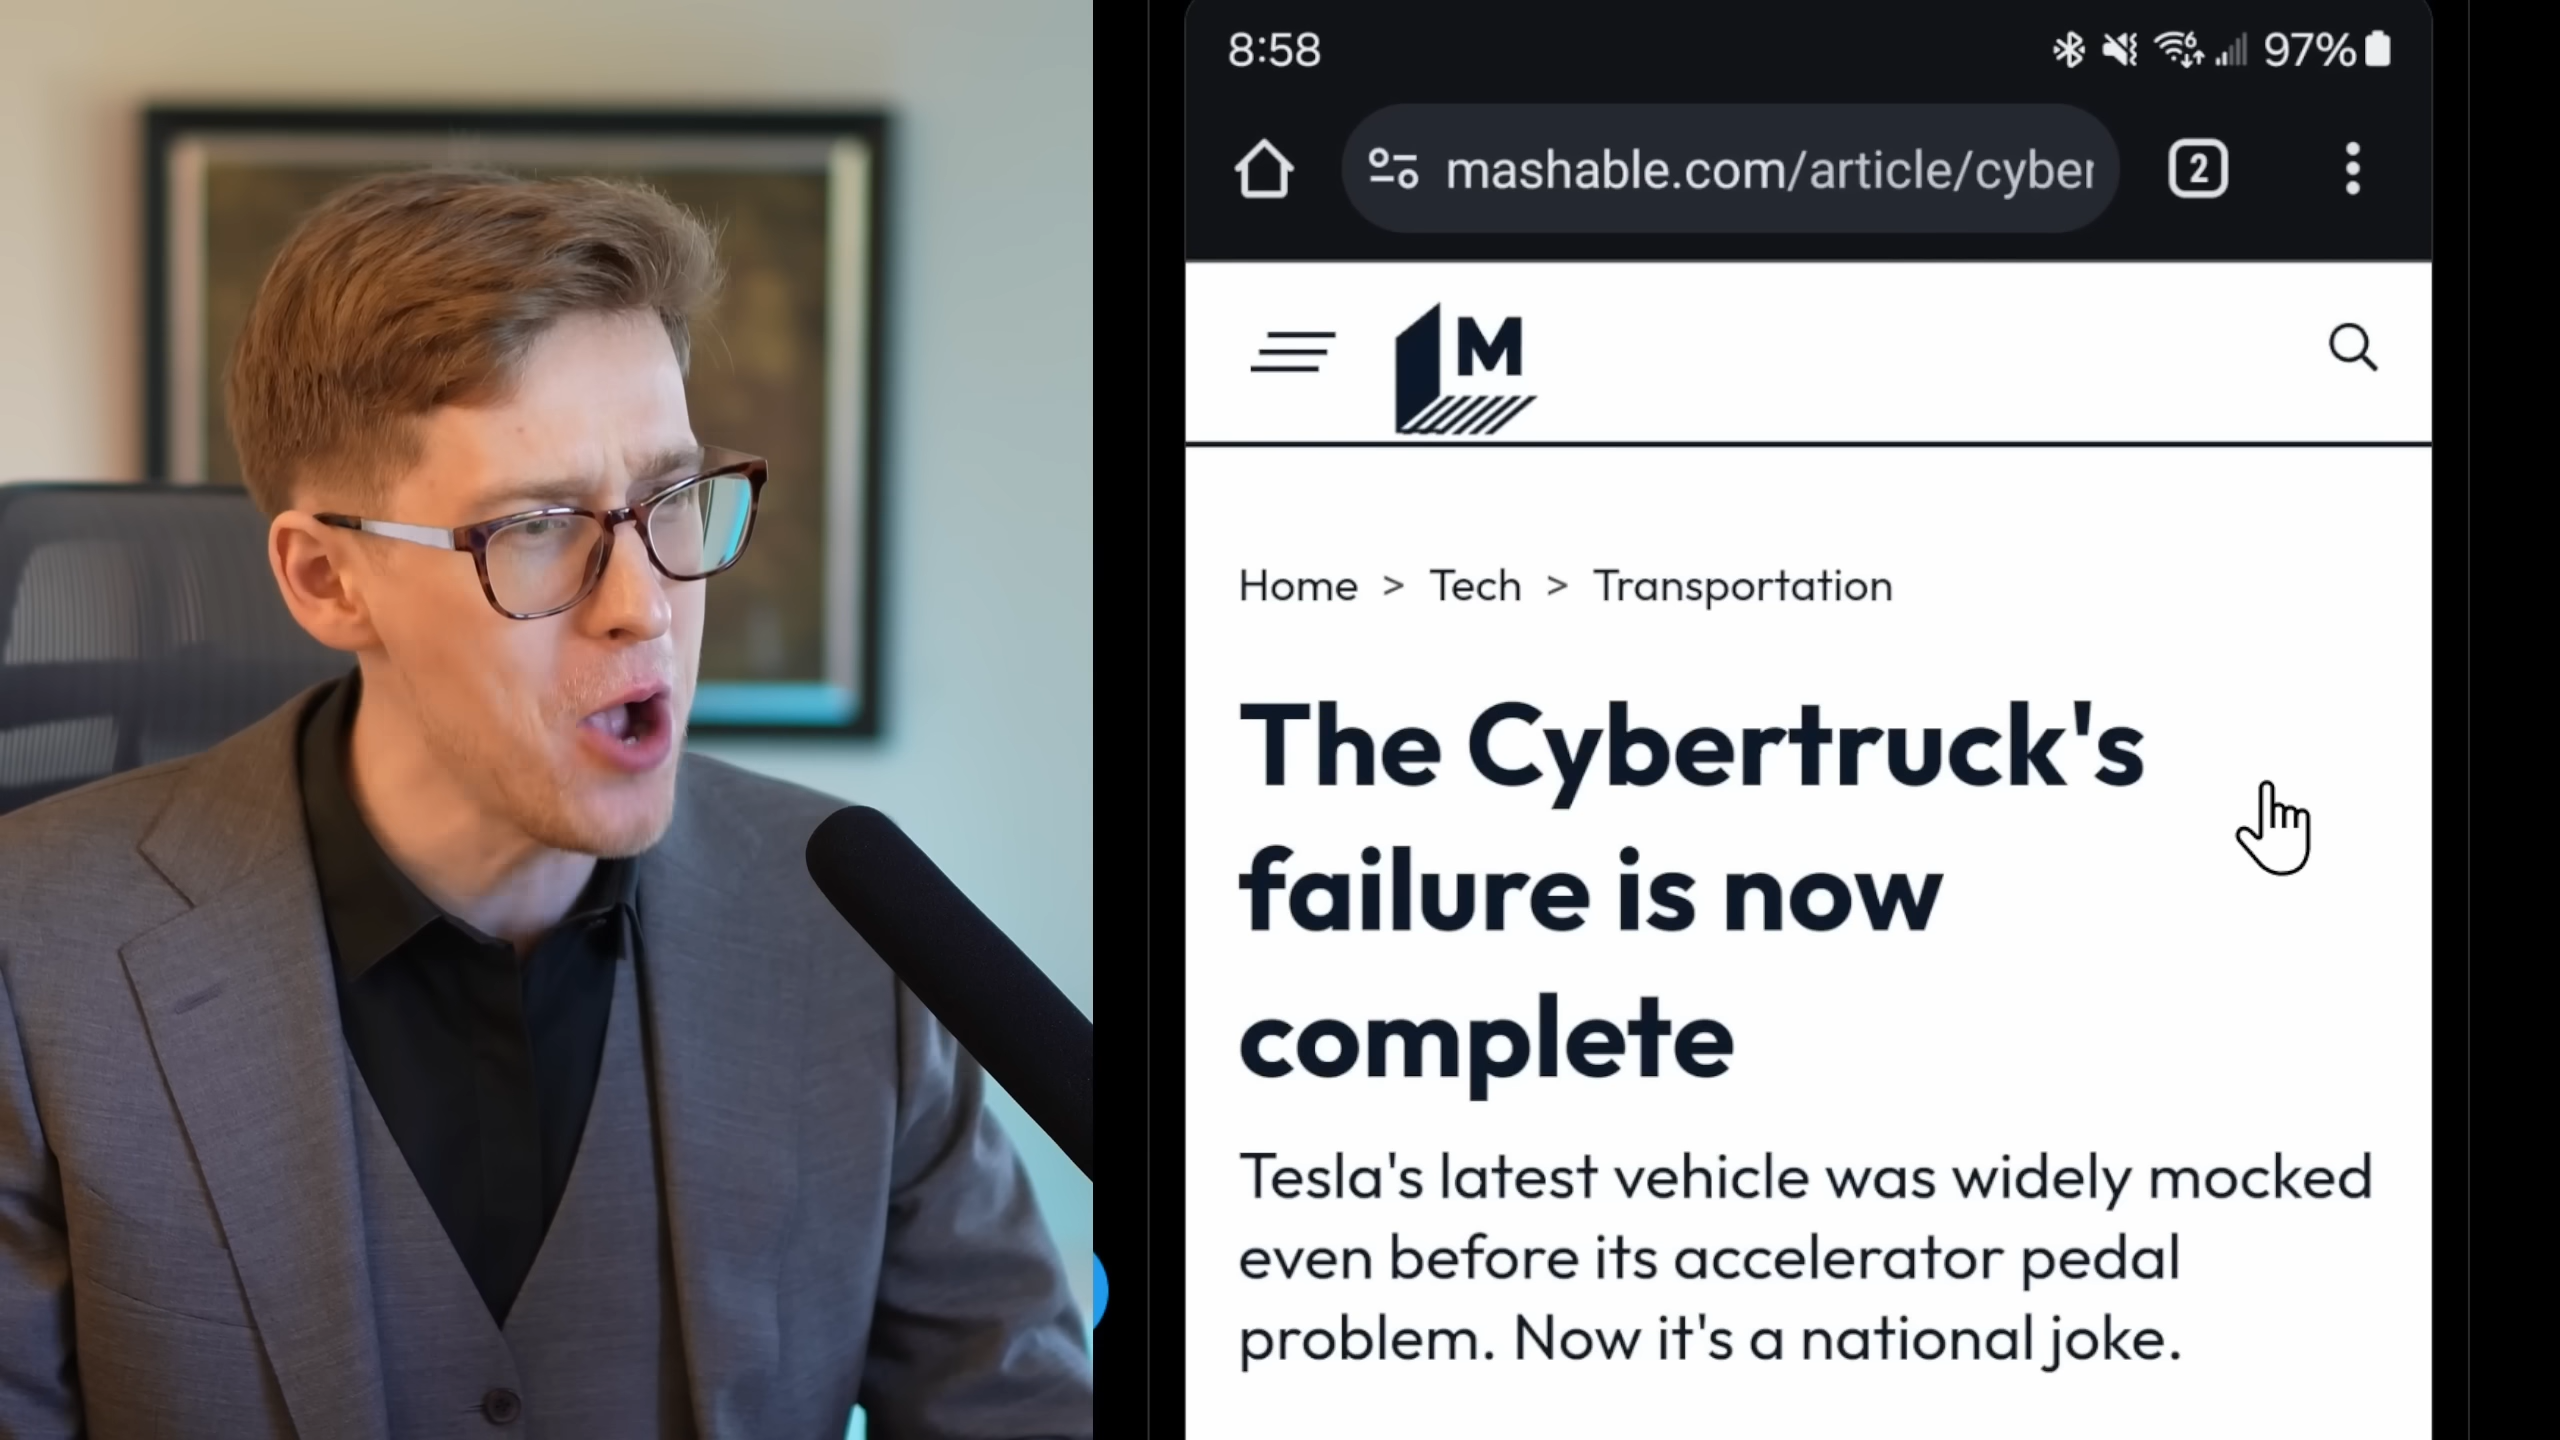 8:58
97%
mashable.com/article/cyber
2
M
Home > Tech > Transportation
The Cybertruck's
failure is now
complete
Tesla's latest vehicle was widely mocked
even before its accelerator pedal
problem. Now it's a national joke.